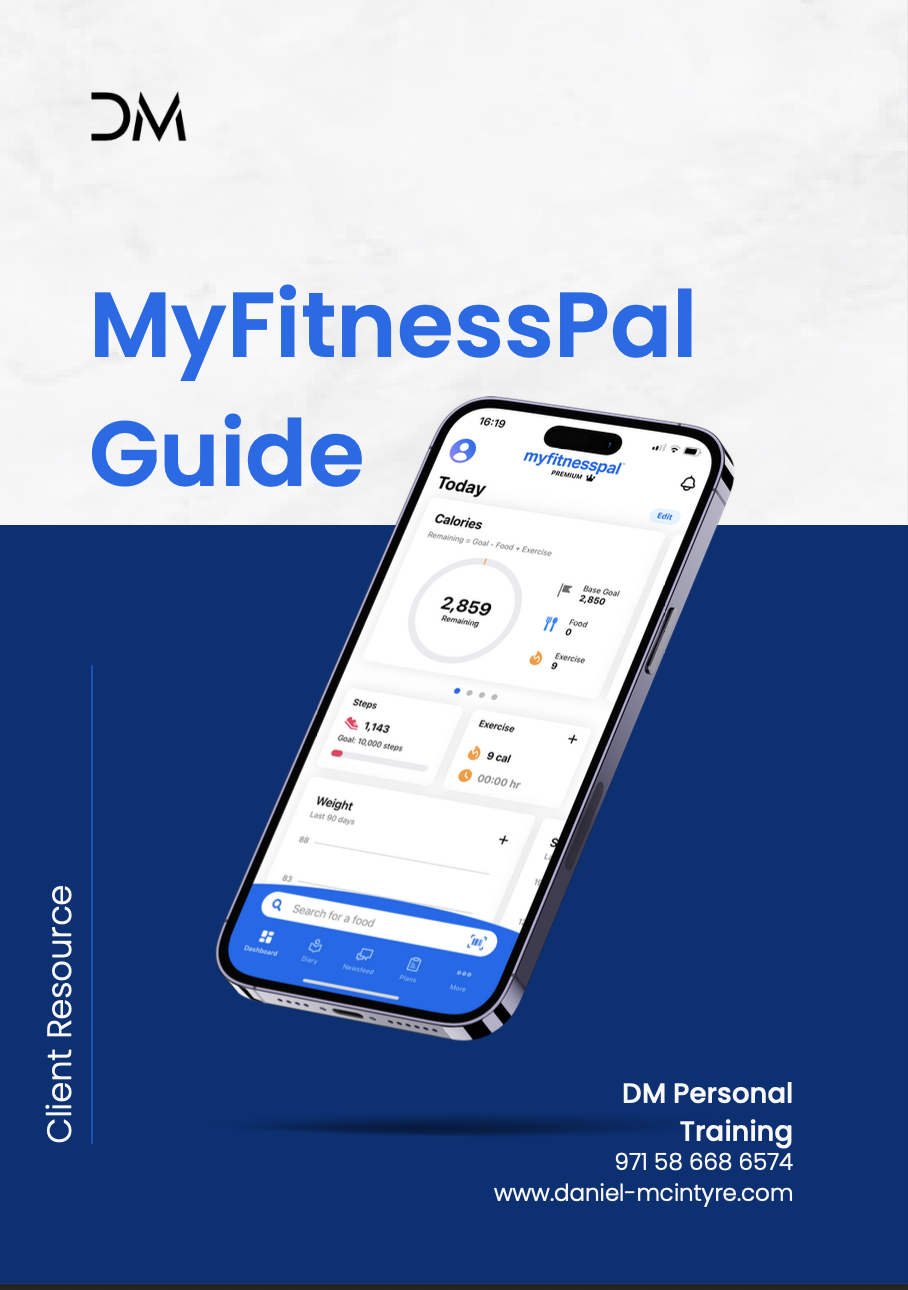 DM
MyFitnessPal
Guide
16:19
myfitnesspal
PREMIUM
Today
Edit
Calories
Remaining = Goal - Food + Exercise
2,859
Remaining
Base Goal
2,850
Food
0
Exercise
9
Steps
1,143
Goal: 10,000 steps
Exercise
+
9 cal
00:00 hr
Weight
Last 90 days
+
88
83
Search for a food
Dashboard
Diary
Newsfeed
Plans
More
Client Resource
DM Personal
Training
971 58 668 6574
www.daniel-mcintyre.com